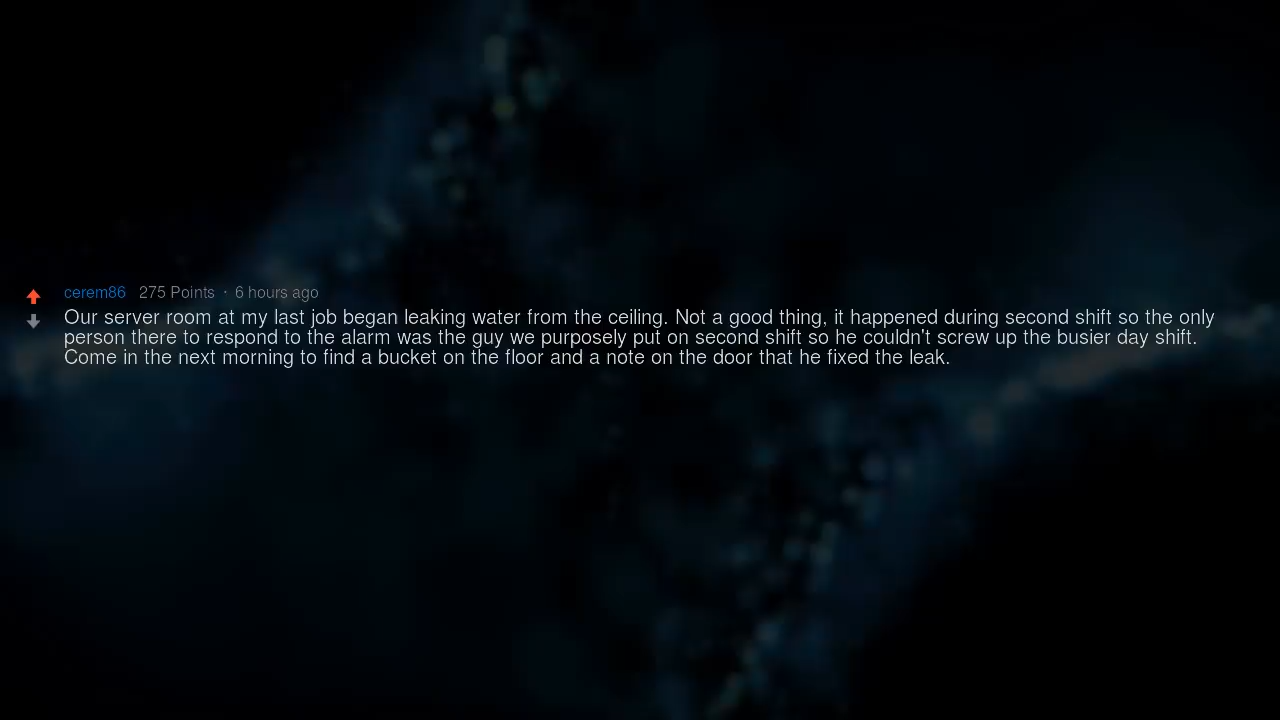 cerem86 275 Points · 6 hours ago
Our server room at my last job began leaking water from the ceiling. Not a good thing, it happened during second shift so the only
person there to respond to the alarm was the guy we purposely put on second shift so he couldn't screw up the busier day shift.
Come in the next morning to find a bucket on the floor and a note on the door that he fixed the leak.